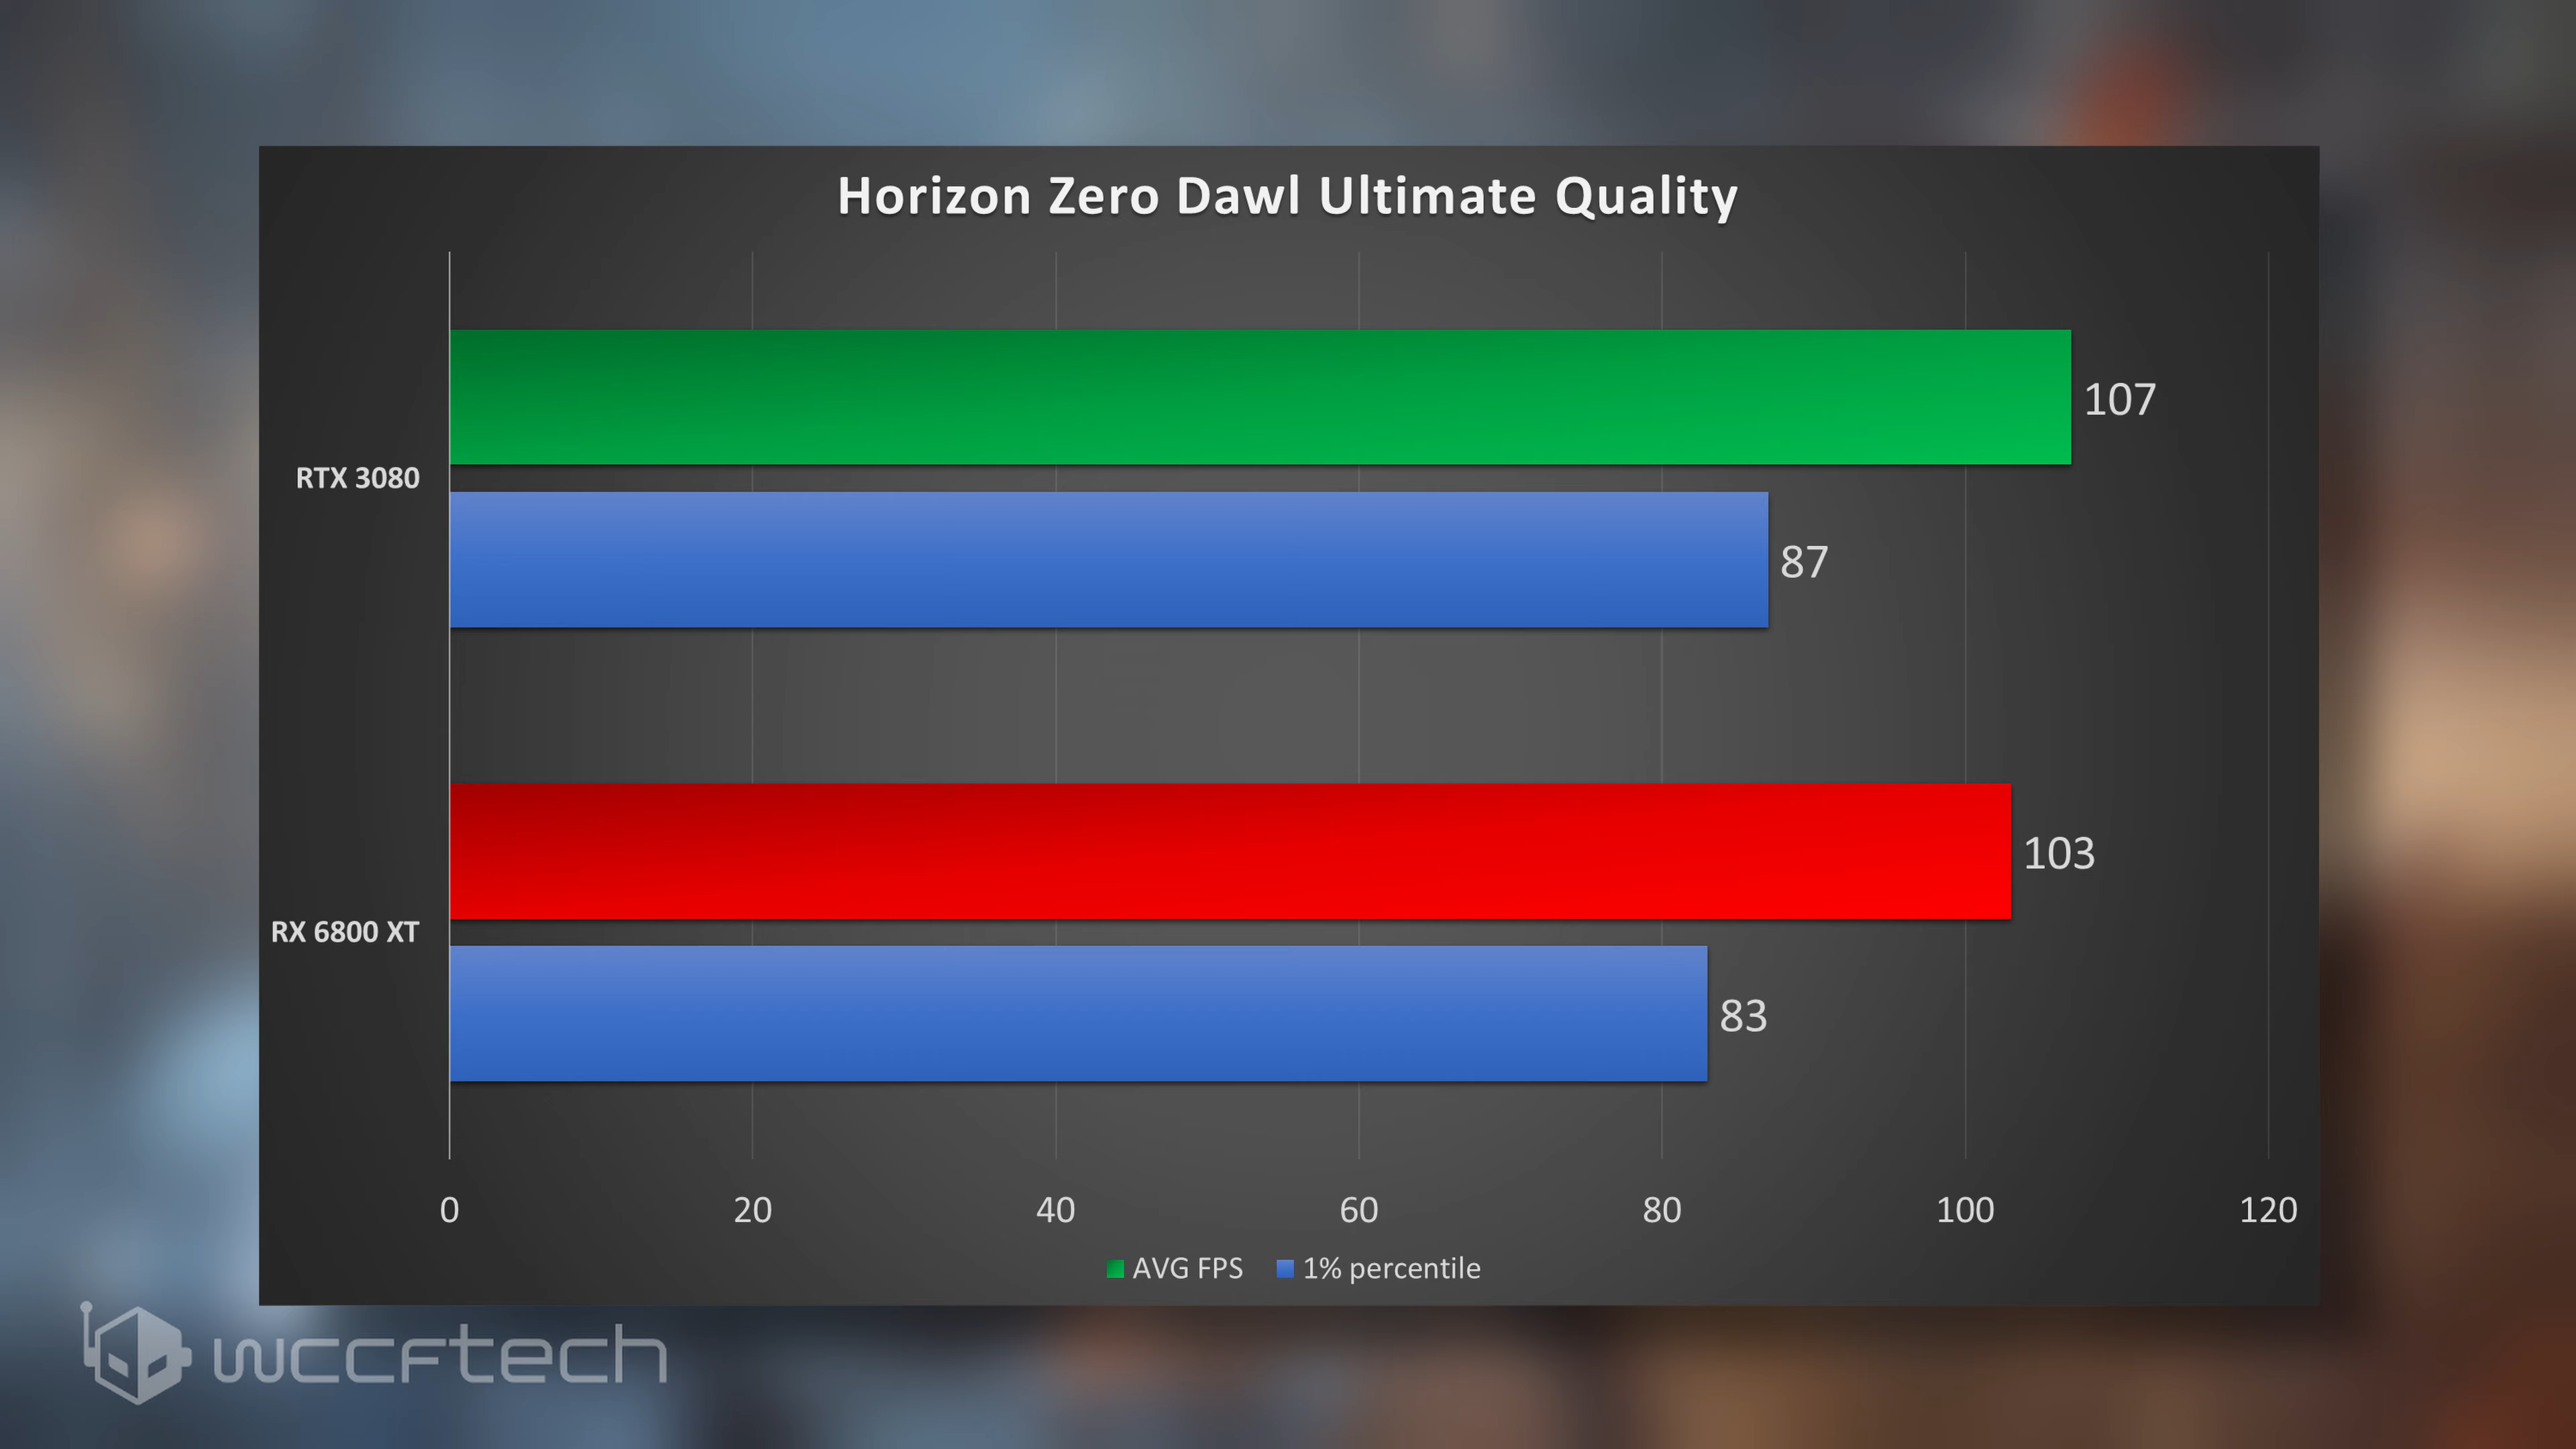 Horizon Zero Dawl Ultimate Quality
107
RTX 3080
87
103
RX 6800 XT
83
0 20 40 60 80 100 120
AVG FPS 1% percentile
wccftech